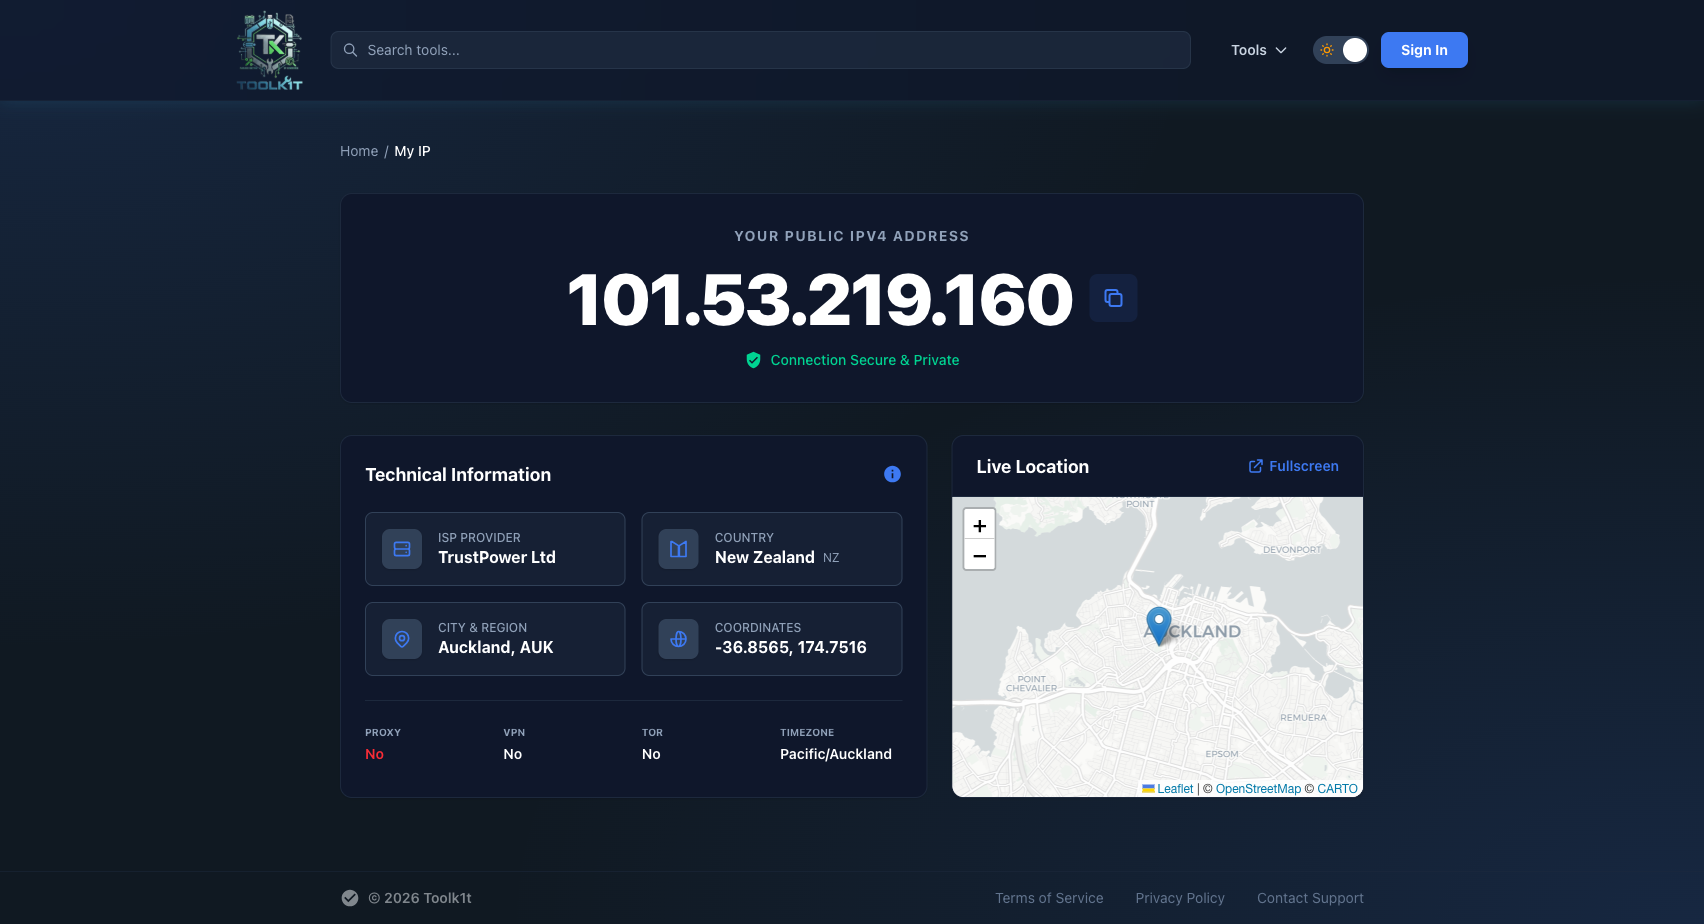 TK
TOOLK1T
Search tools...
Tools
Sign In
Home / My IP
YOUR PUBLIC IPV4 ADDRESS
101.53.219.160
Connection Secure & Private
Technical Information
ISP PROVIDER
TrustPower Ltd
COUNTRY
New Zealand NZ
CITY & REGION
Auckland, AUK
COORDINATES
-36.8565, 174.7516
PROXY
No
VPN
No
TOR
No
TIMEZONE
Pacific/Auckland
Live Location
Fullscreen
+
−
POINT
DEVONPORT
AUCKLAND
POINT
CHEVALIER
REMUERA
EPSOM
Leaflet | © OpenStreetMap © CARTO
© 2026 Toolk1t
Terms of Service
Privacy Policy
Contact Support